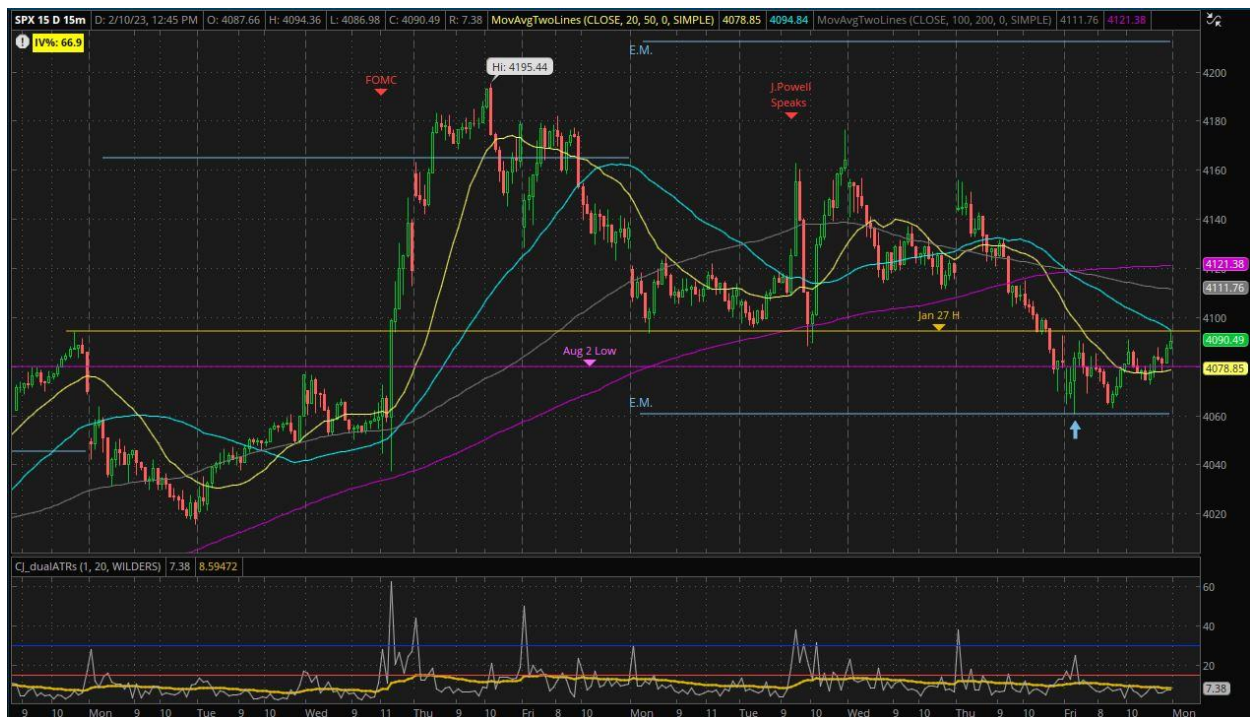 SPX 15 D 15m D: 2/10/23, 12:45 PM O: 4087.66 H: 4094.36 L: 4086.98 C: 4090.49 R: 7.38 MovAvgTwoLines (CLOSE, 20, 50, 0, SIMPLE) 4078.85 4094.84 MovAvgTwoLines (CLOSE, 100, 200, 0, SIMPLE) 4111.76 4121.38
! IV%: 66.9
E.M.
Hi: 4195.44
FOMC
J.Powell
Speaks
4200
4180
4160
4140
4121.38
4120
4111.76
4100
Jan 27 H
4090.49
Aug 2 Low
4078.85
E.M.
4060
4040
4020
CJ_dualATRs (1, 20, WILDERS) 7.38 8.59472
60
40
20
7.38
9 10 Mon 9 10 Tue 9 10 Wed 9 11 Thu 9 10 Fri 8 10 Mon 9 11 Tue 9 10 Wed 9 10 Thu 9 10 Fri 8 10 Mon